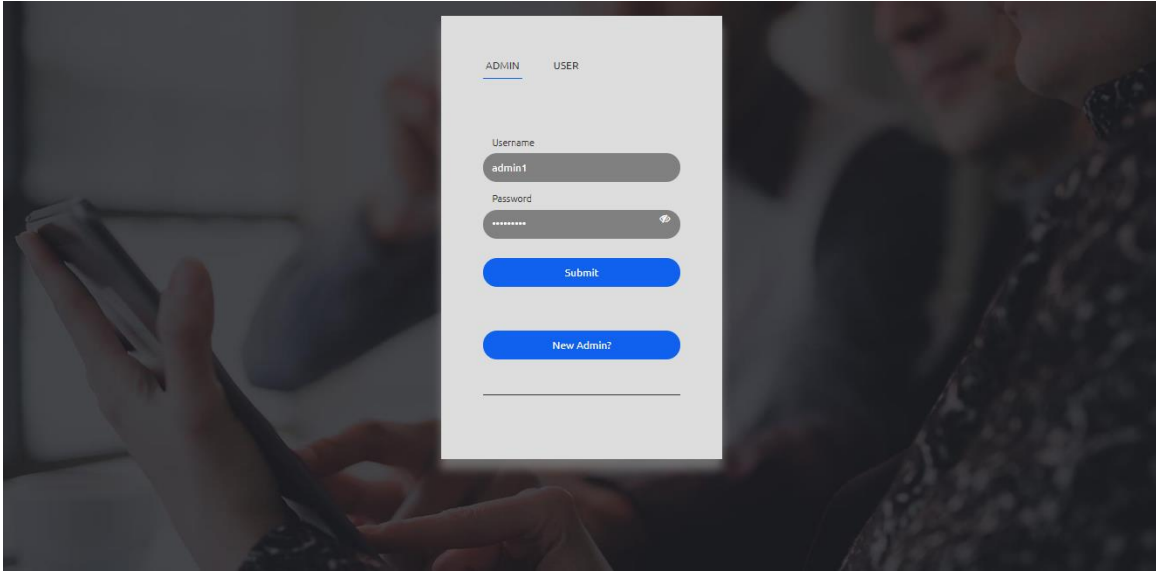 ADMIN USER
Username
admin1
Password
•••••••••
Submit
New Admin?